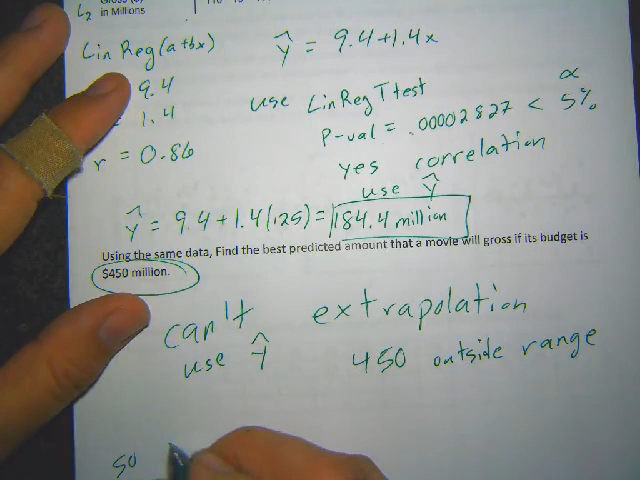 L2 in Millions
LinReg(a+bx) ŷ = 9.4+1.4x
9.4
= 1.4
r = 0.86
use LinRegTTest
P-val = .00002827 < 5%
α
yes correlation
use ŷ
ŷ = 9.4 + 1.4(125) = 184.4 million
Using the same data, Find the best predicted amount that a movie will gross if its budget is
$450 million.
can't extrapolation
use ŷ 450 outside range
so